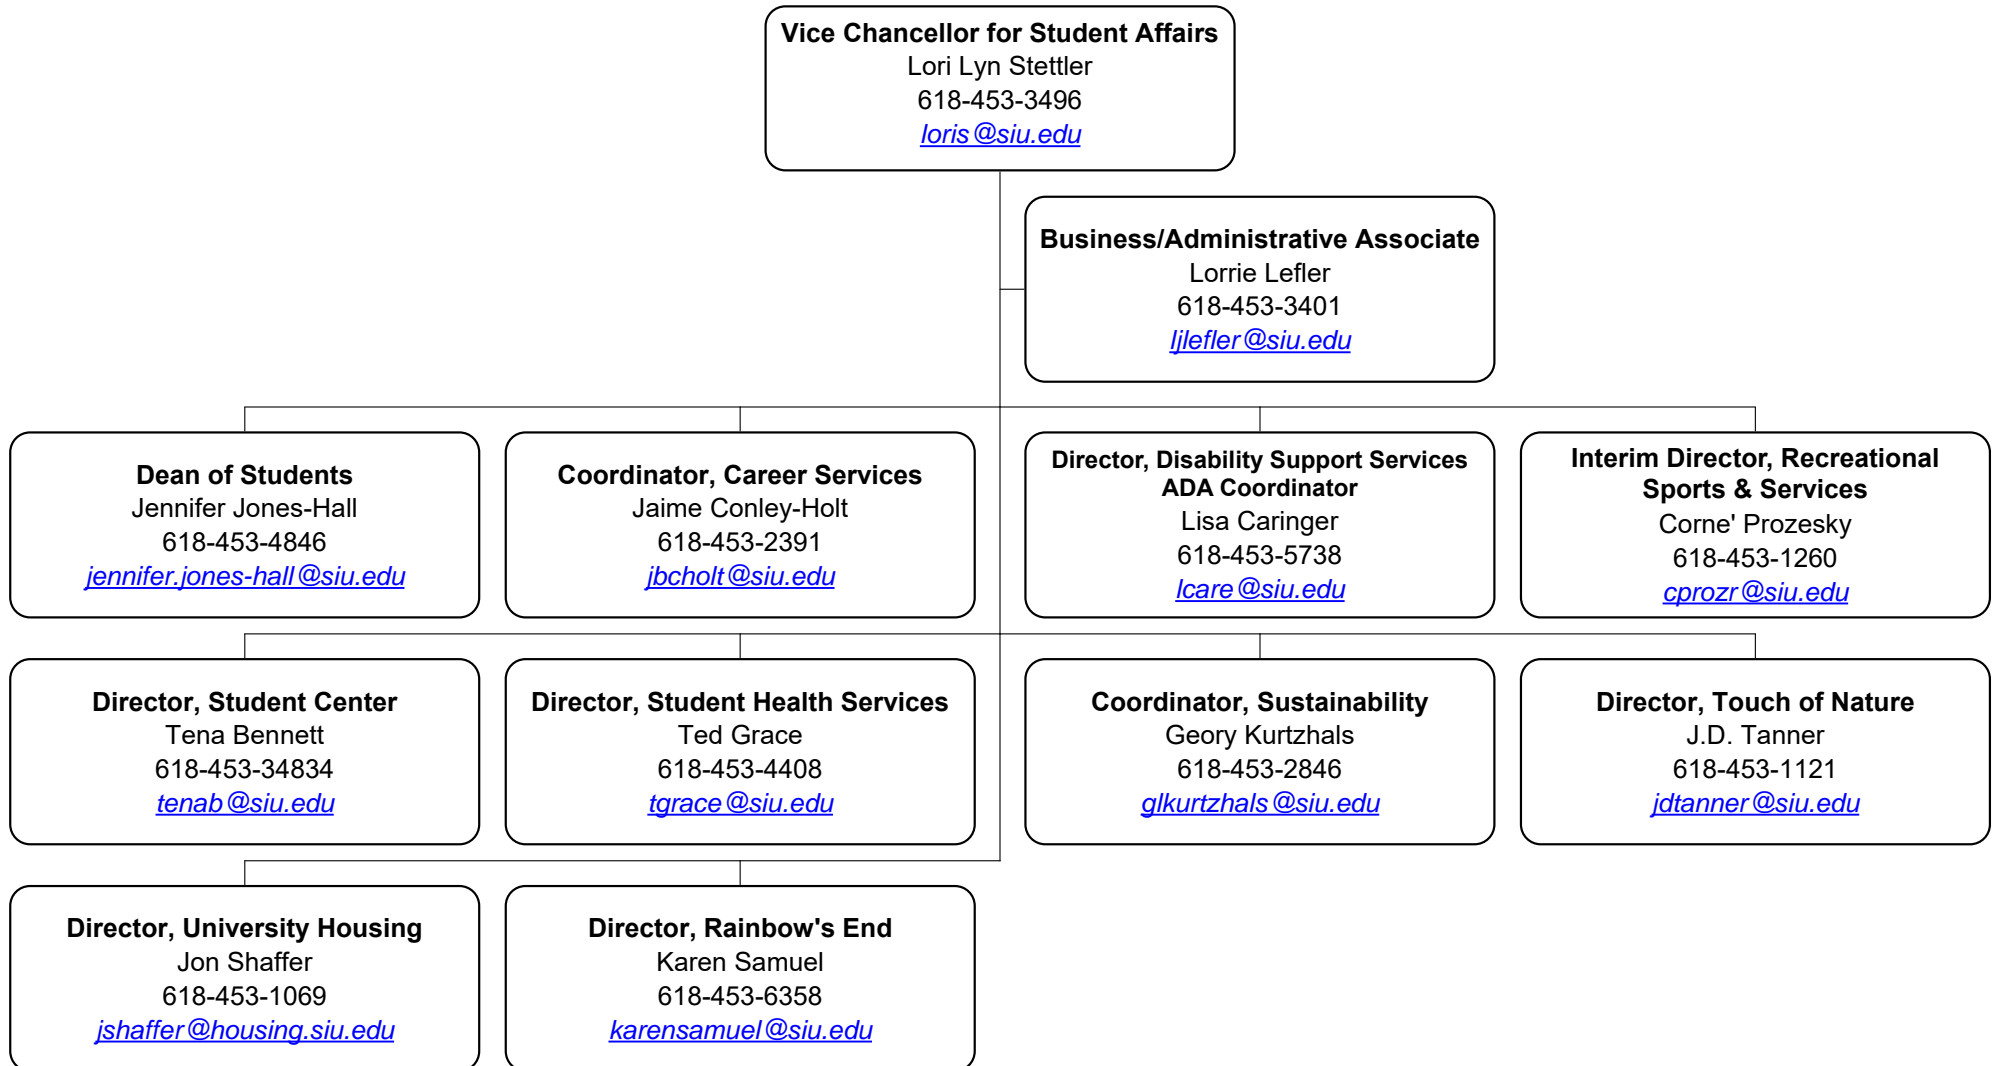 Vice Chancellor for Student Affairs
Lori Lyn Stettler
618-453-3496
loris@siu.edu
Business/Administrative Associate
Lorrie Lefler
618-453-3401
ljlefler@siu.edu
Dean of Students
Jennifer Jones-Hall
618-453-4846
jennifer.jones-hall@siu.edu
Coordinator, Career Services
Jaime Conley-Holt
618-453-2391
jbcholt@siu.edu
Director, Disability Support Services
ADA Coordinator
Lisa Caringer
618-453-5738
lcare@siu.edu
Interim Director, Recreational
Sports & Services
Corne' Prozesky
618-453-1260
cprozr@siu.edu
Director, Student Center
Tena Bennett
618-453-34834
tenab@siu.edu
Director, Student Health Services
Ted Grace
618-453-4408
tgrace@siu.edu
Coordinator, Sustainability
Geory Kurtzhals
618-453-2846
glkurtzhals@siu.edu
Director, Touch of Nature
J.D. Tanner
618-453-1121
jdtanner@siu.edu
Director, University Housing
Jon Shaffer
618-453-1069
jshaffer@housing.siu.edu
Director, Rainbow's End
Karen Samuel
618-453-6358
karensamuel@siu.edu